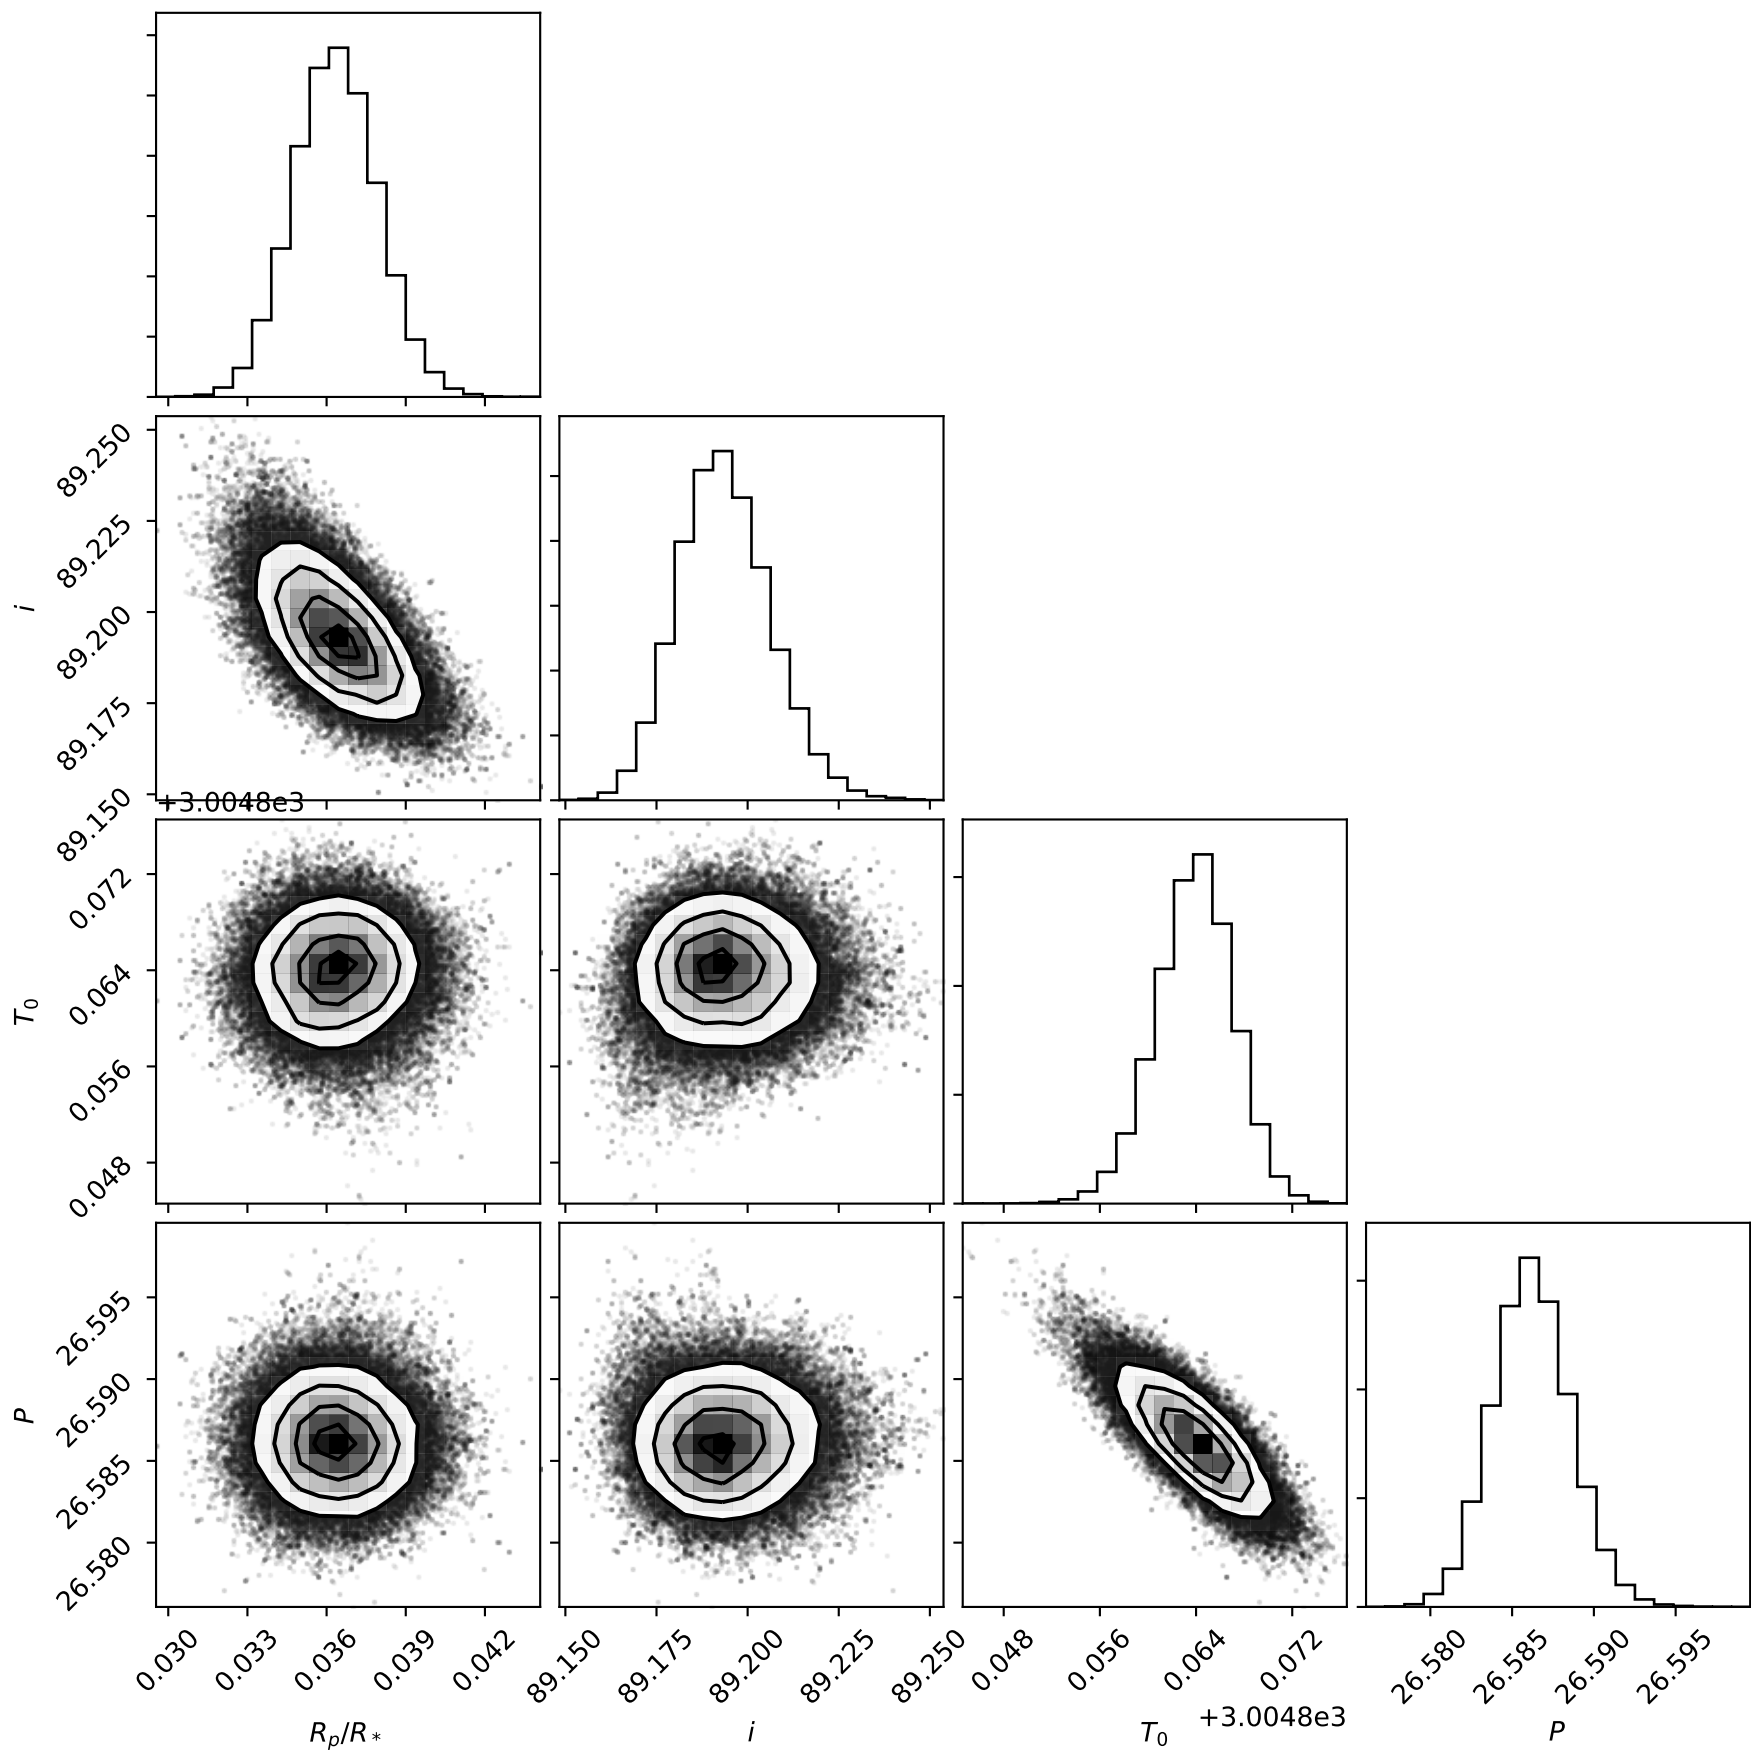 89.250
89.225
89.200
89.175
89.150
i
+3.0048e3
0.072
0.064
0.056
0.048
T₀
26.595
26.590
26.585
26.580
P
0.030 0.033 0.036 0.039 0.042
89.150 89.175 89.200 89.225 89.250
0.048 0.056 0.064 0.072
26.580 26.585 26.590 26.595
+3.0048e3
Rₚ/R* i T₀ P